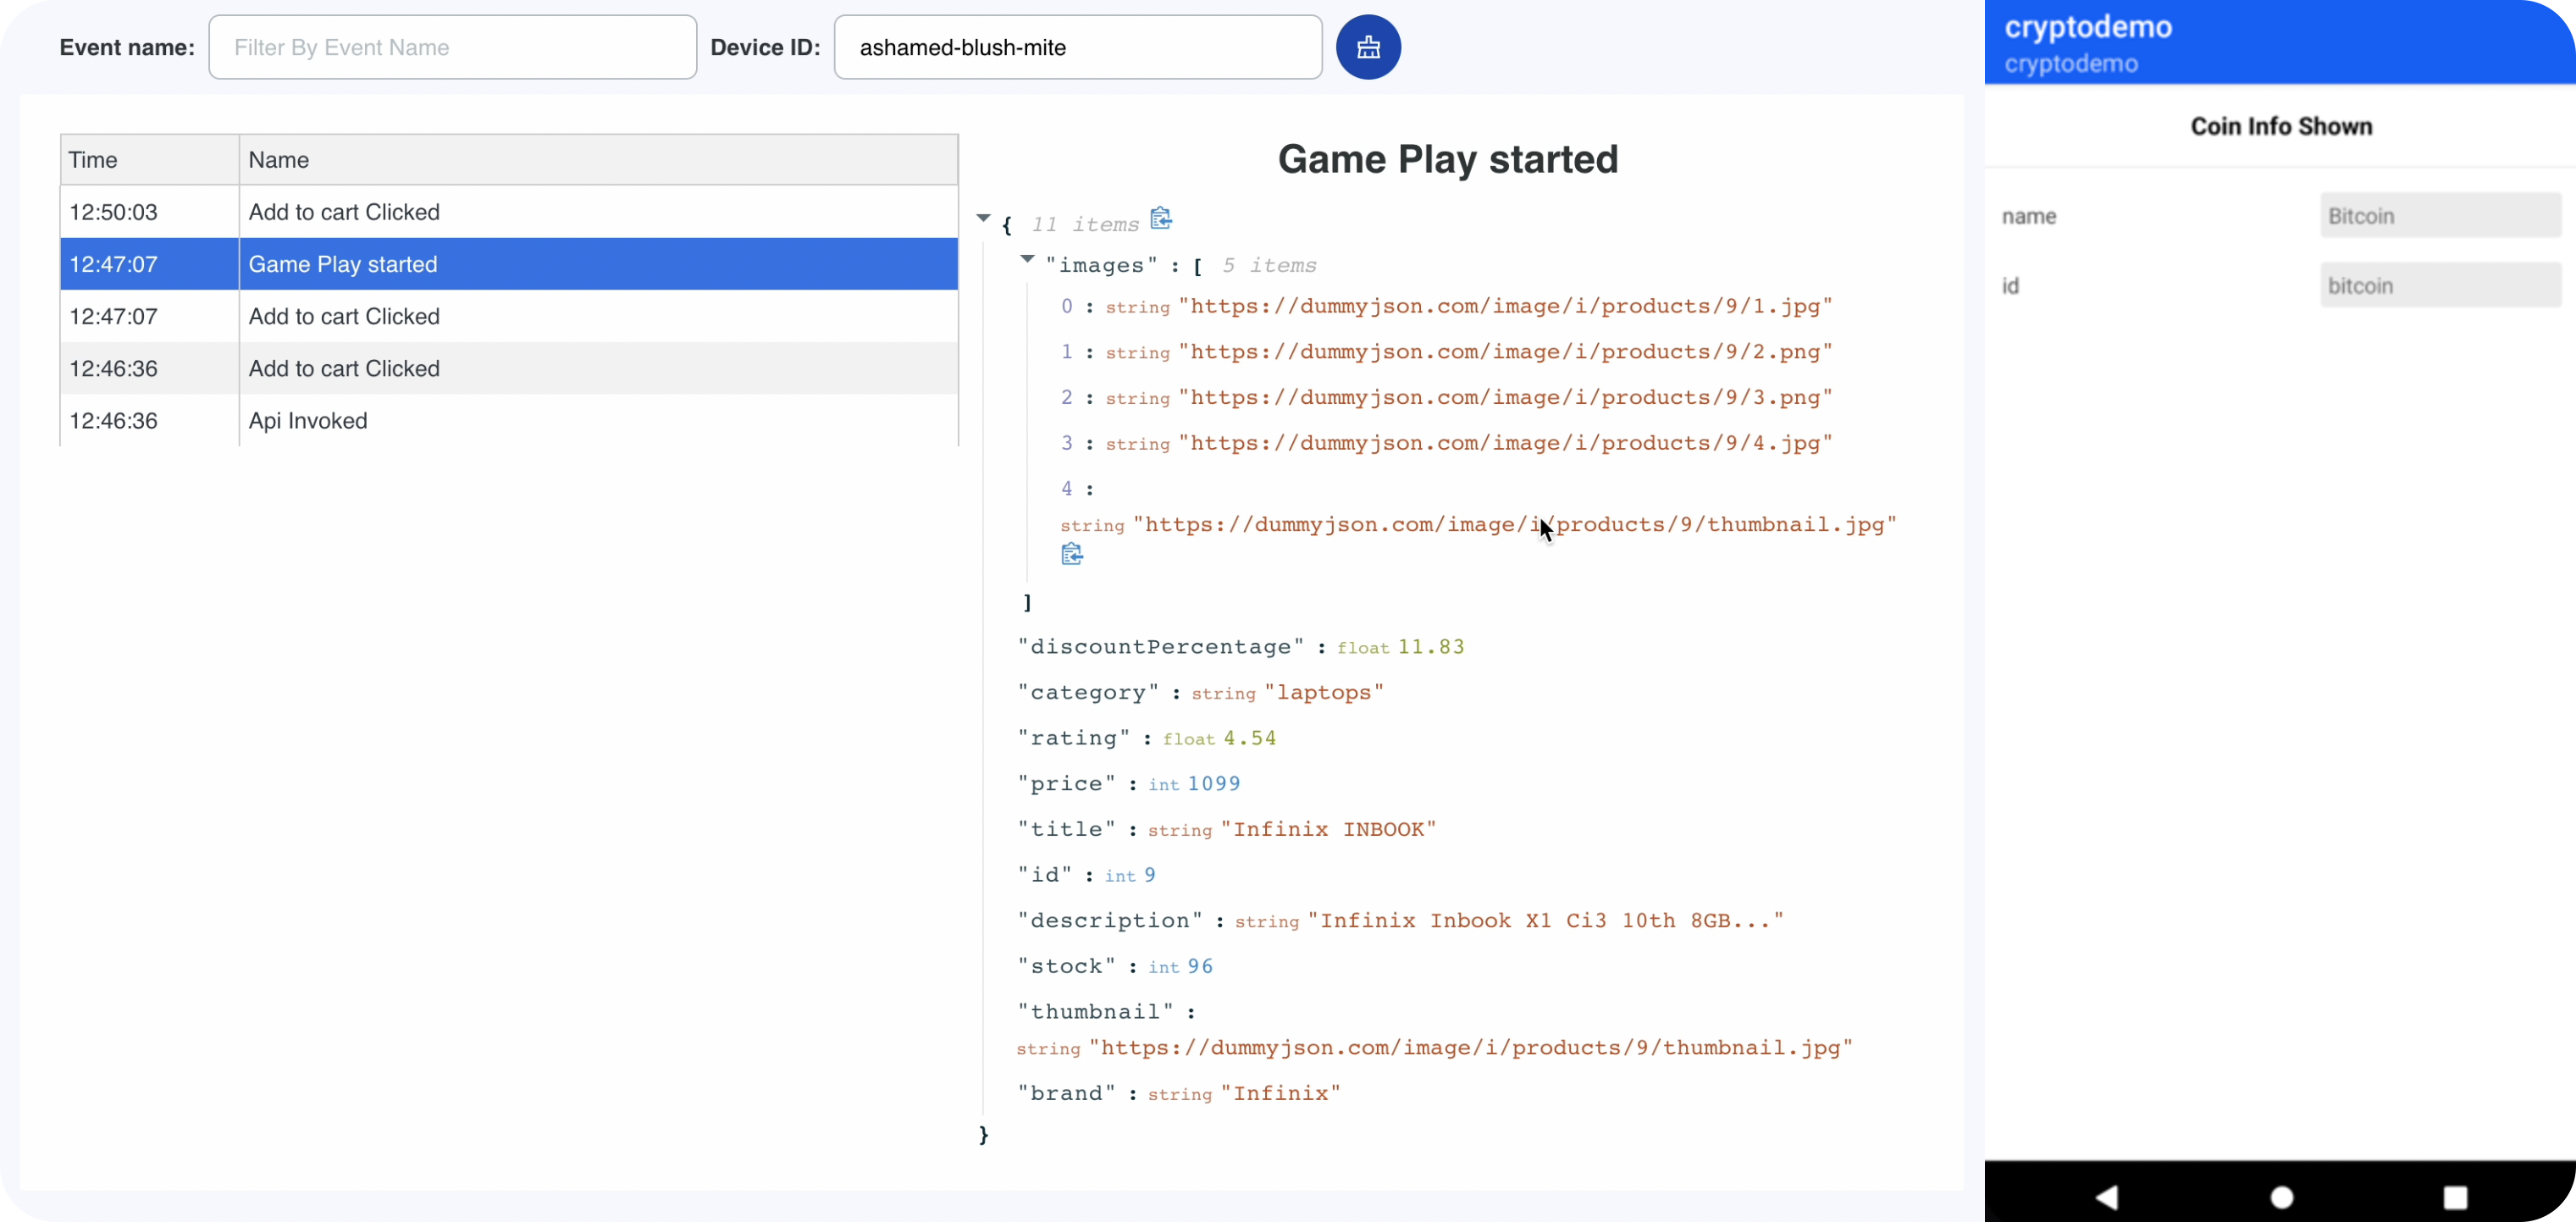 Event name: Filter By Event Name Device ID: ashamed-blush-mite
Time Name
12:50:03 Add to cart Clicked
12:47:07 Game Play started
12:47:07 Add to cart Clicked
12:46:36 Add to cart Clicked
12:46:36 Api Invoked
Game Play started
{ 11 items
"images" : [ 5 items
0 : string "https://dummyjson.com/image/i/products/9/1.jpg"
1 : string "https://dummyjson.com/image/i/products/9/2.png"
2 : string "https://dummyjson.com/image/i/products/9/3.png"
3 : string "https://dummyjson.com/image/i/products/9/4.jpg"
4 :
string "https://dummyjson.com/image/i/products/9/thumbnail.jpg"
]
"discountPercentage" : float 11.83
"category" : string "laptops"
"rating" : float 4.54
"price" : int 1099
"title" : string "Infinix INBOOK"
"id" : int 9
"description" : string "Infinix Inbook X1 Ci3 10th 8GB..."
"stock" : int 96
"thumbnail" :
string "https://dummyjson.com/image/i/products/9/thumbnail.jpg"
"brand" : string "Infinix"
}
cryptodemo
cryptodemo
Coin Info Shown
name Bitcoin
id bitcoin